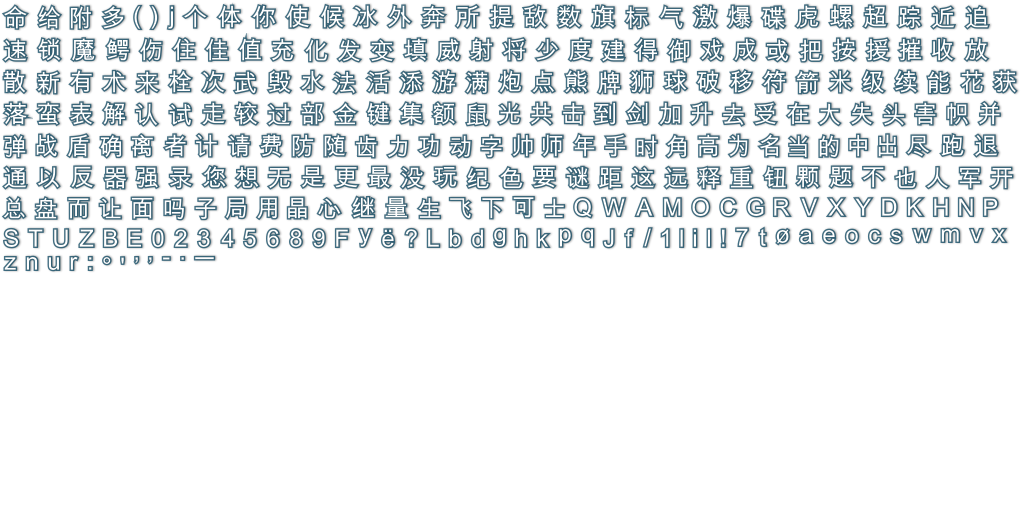 命给附多()j个体你使候冰外奔所提敌数旗标气激爆碟虎螺超踪近追
速锁魔鳄伤住佳值充化发变填威射将少度建得御戏成或把按援摧收放
散新有术来栓次武毁水法活添游满炮点熊牌狮球破移符箭米级续能花获
落蛮表解认试走较过部金键集额鼠光共击到剑加升去受在大失头害帜并
弹战盾确离者计请费防随齿力功动字帅师年手时角高为名当的中出尽跑退
通以反器强录您想无是更最没玩纪色要谜距这远释重钮颗题不也人军开
总盘而让面吗子局用晶心继量生飞下可士QWAMOCGRVXYDKHNP
STUZBE02345689Fyë?Lbdghkpq Jf/1lil!7tøaeocswmvx
znur:°'’’-·一